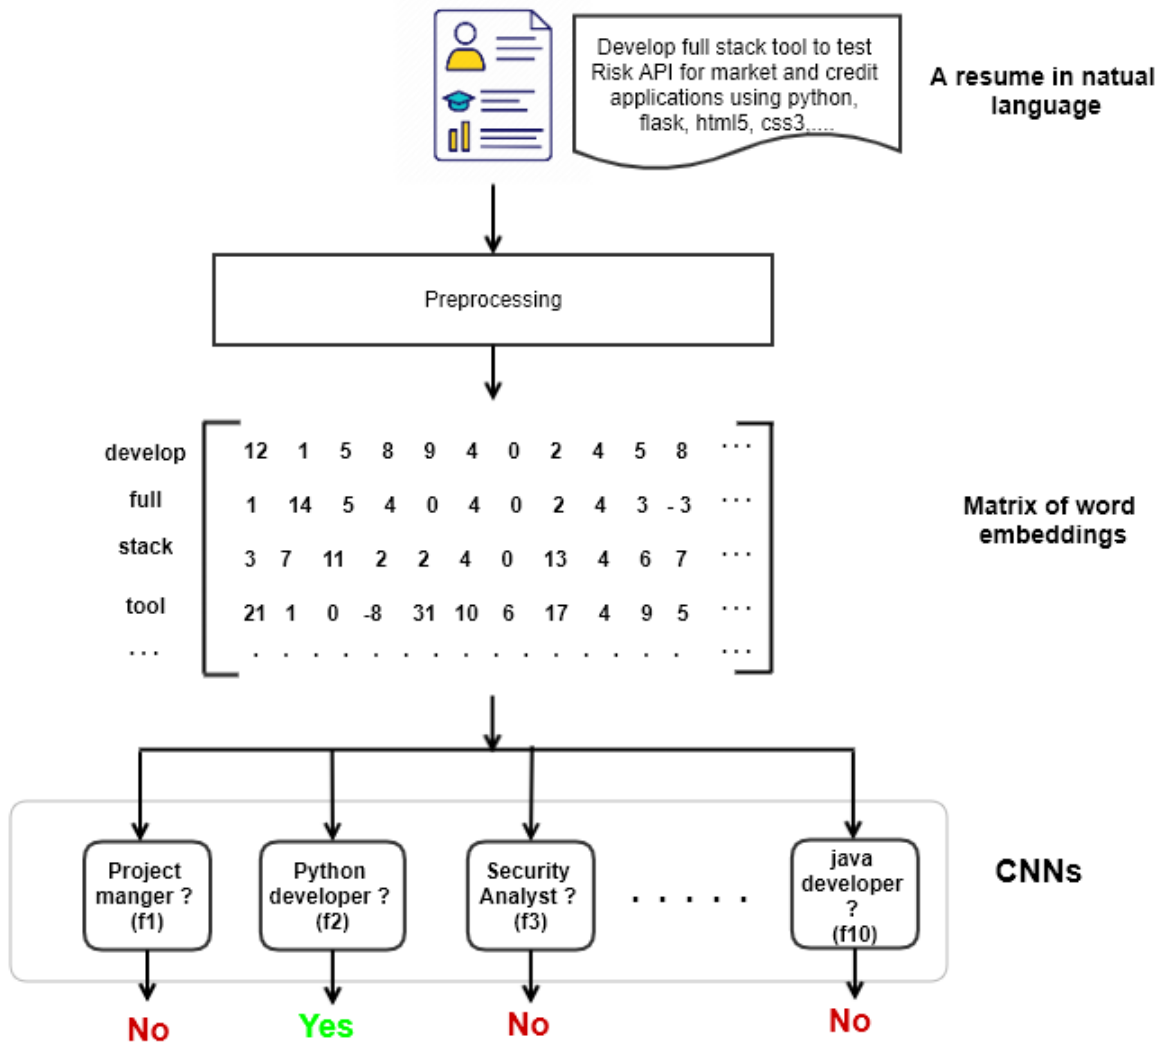 Develop full stack tool to test
Risk API for market and credit
applications using python,
flask, html5, css3,....
A resume in natual
language
Preprocessing
develop 12 1 5 8 9 4 0 2 4 5 8 ...
full 1 14 5 4 0 4 0 2 4 3 - 3 ...
stack 3 7 11 2 2 4 0 13 4 6 7 ...
tool 21 1 0 -8 31 10 6 17 4 9 5 ...
... . . . . . . . . . . . . . . . ...
Matrix of word
embeddings
Project
manger ?
(f1)
Python
developer ?
(f2)
Security
Analyst ?
(f3)
. . . . .
java
developer
?
(f10)
CNNs
No
Yes
No
No